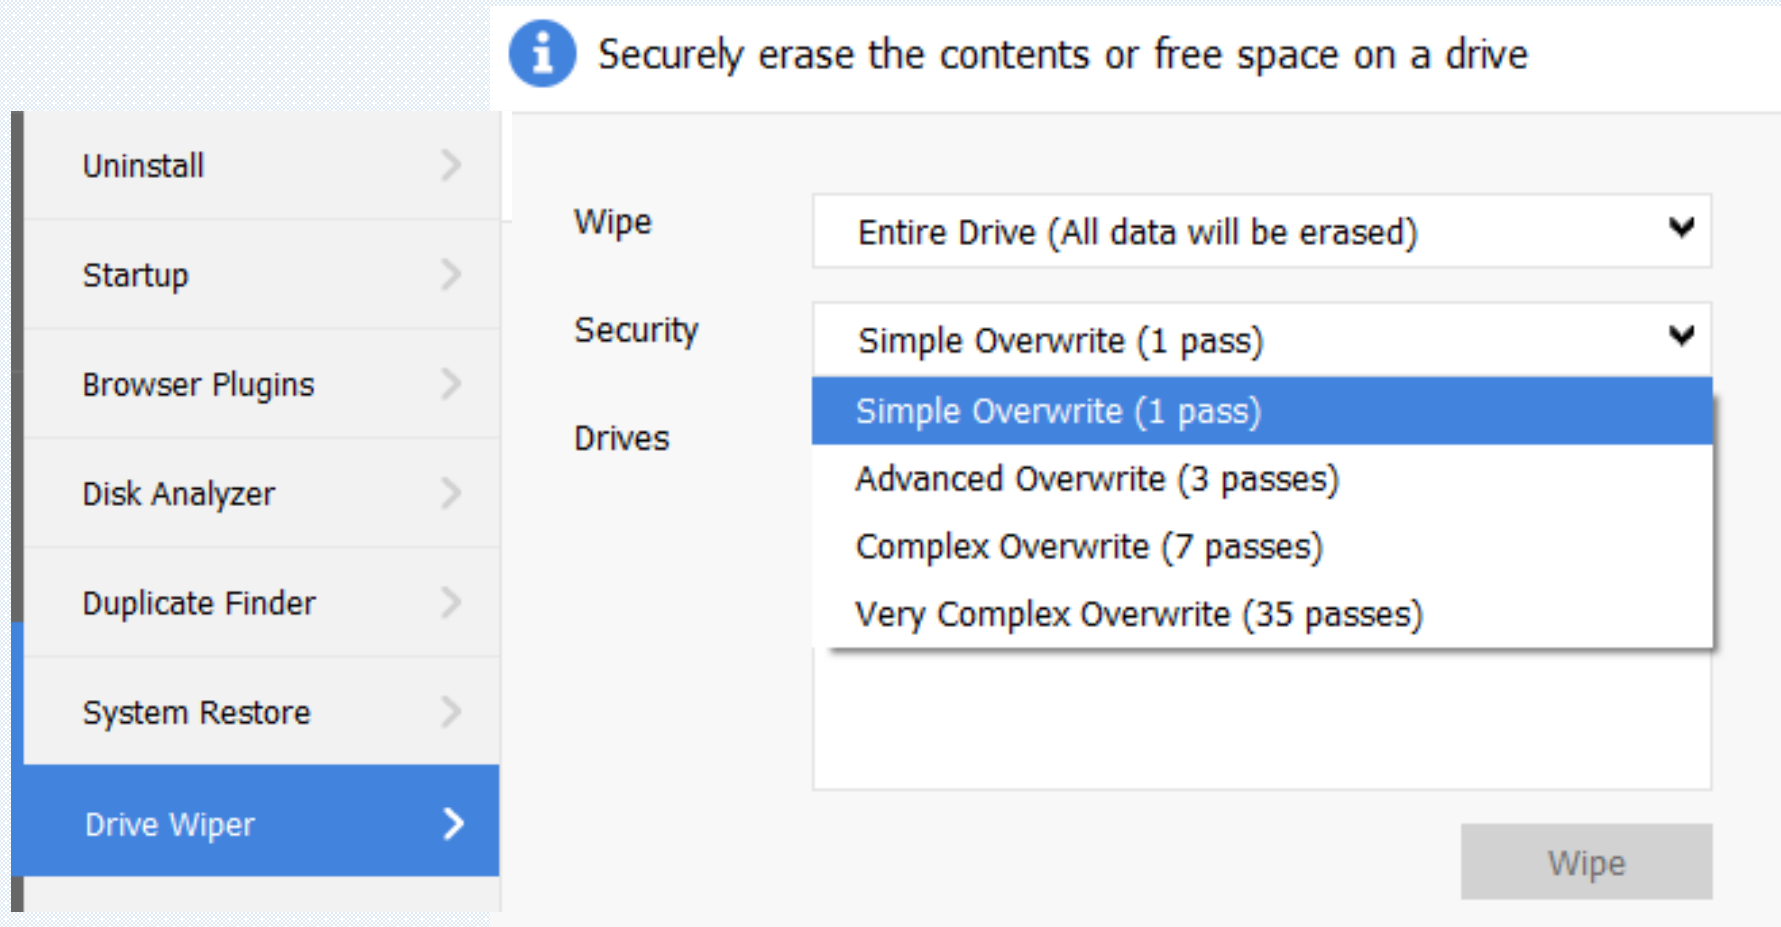 Securely erase the contents or free space on a drive
Uninstall
Startup
Browser Plugins
Disk Analyzer
Duplicate Finder
System Restore
Drive Wiper
Wipe
Entire Drive (All data will be erased)
Security
Simple Overwrite (1 pass)
Drives
Simple Overwrite (1 pass)
Advanced Overwrite (3 passes)
Complex Overwrite (7 passes)
Very Complex Overwrite (35 passes)
Wipe